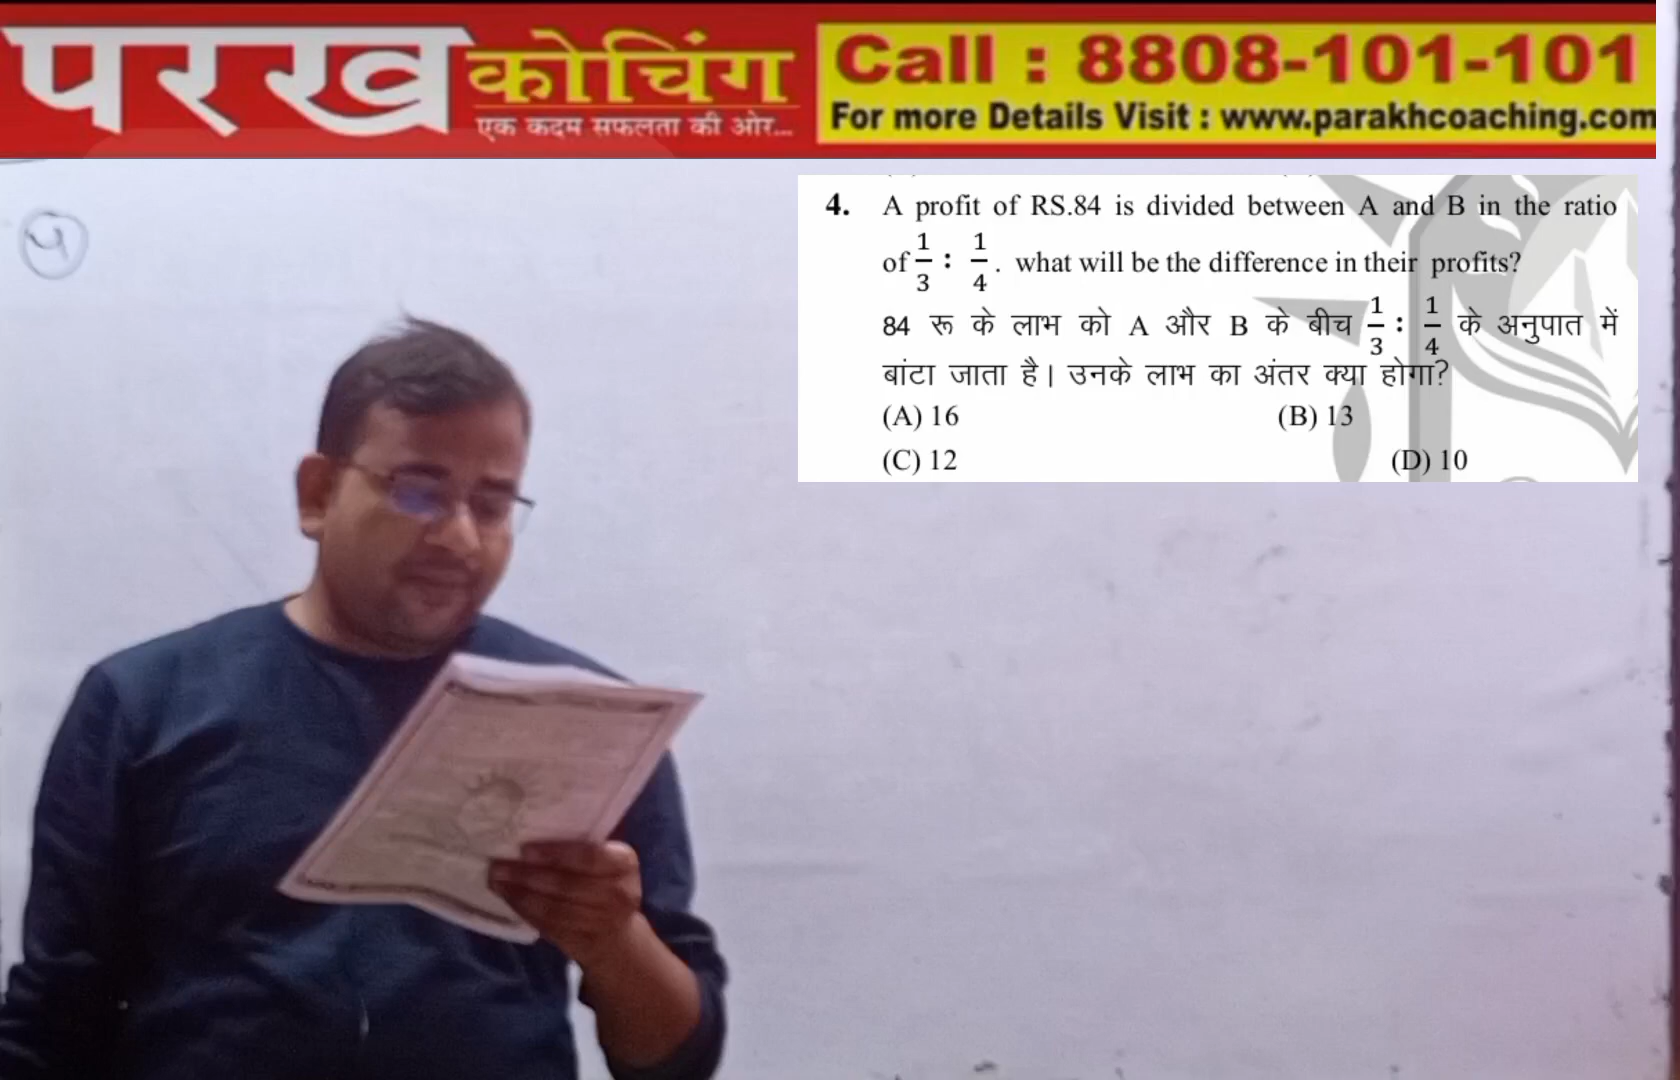 परख कोचिंग
एक कदम सफलता की ओर...
Call : 8808-101-101
For more Details Visit : www.parakhcoaching.com
4. A profit of RS.84 is divided between A and B in the ratio
of 1/3 : 1/4 . what will be the difference in their profits?
84 रू के लाभ को A और B के बीच 1/3 : 1/4 के अनुपात में
बांटा जाता है। उनके लाभ का अंतर क्या होगा?
(A) 16 (B) 13
(C) 12 (D) 10